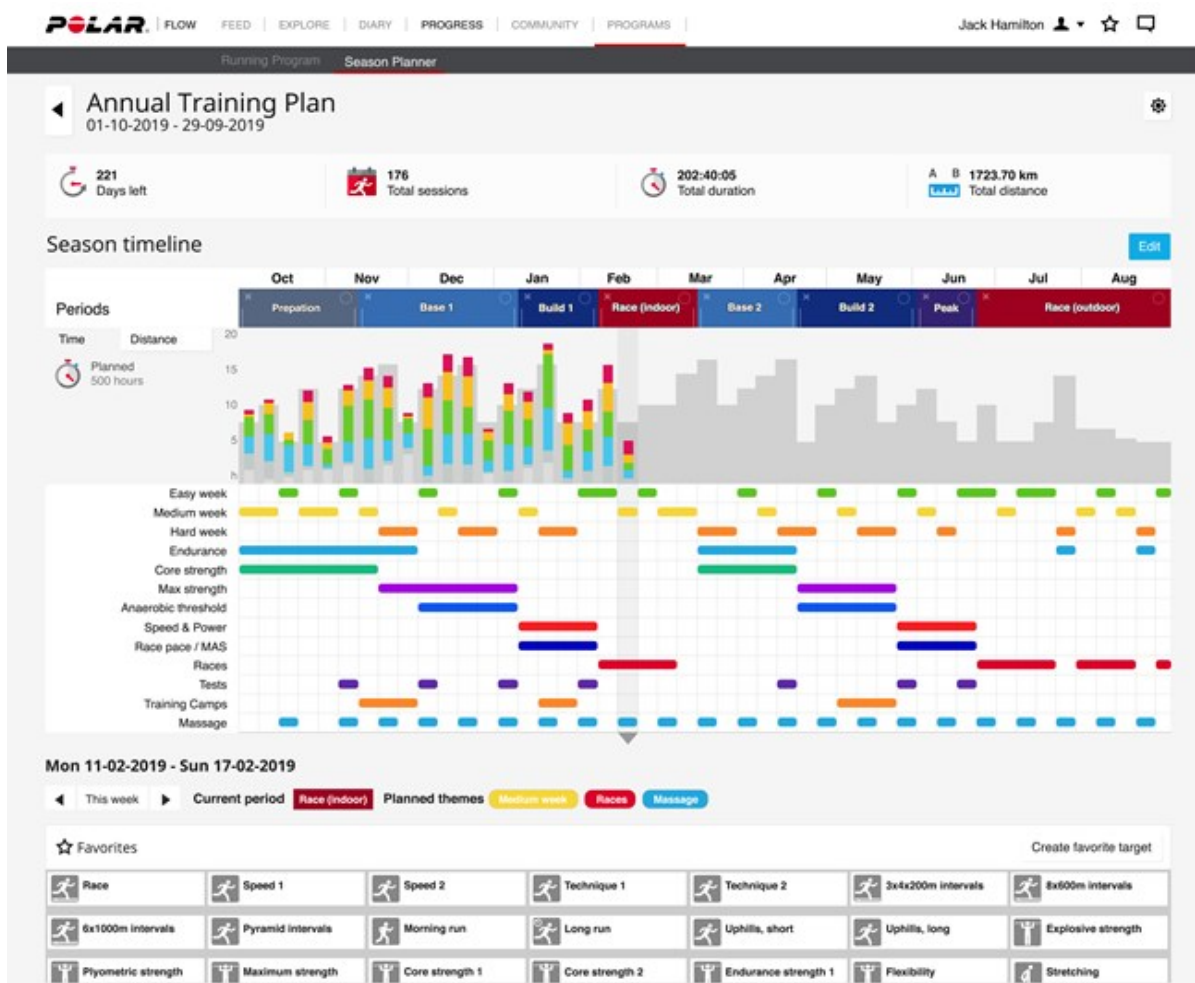 POLAR. FLOW FEED EXPLORE DIARY PROGRESS COMMUNITY PROGRAMS Jack Hamilton
Running Program Season Planner
Annual Training Plan
01-10-2019 - 29-09-2019
221 Days left
176 Total sessions
202:40:05 Total duration
A B 1723.70 km Total distance
Season timeline Edit
Oct Nov Dec Jan Feb Mar Apr May Jun Jul Aug
Periods Prepation Base 1 Build 1 Race (indoor) Base 2 Build 2 Peak Race (outdoor)
Time Distance
Planned
500 hours
20
15
10
5
h
Easy week
Medium week
Hard week
Endurance
Core strength
Max strength
Anaerobic threshold
Speed & Power
Race pace / MAS
Races
Tests
Training Camps
Massage
Mon 11-02-2019 - Sun 17-02-2019
This week Current period Race (indoor) Planned themes Medium week Races Massage
Favorites Create favorite target
Race Speed 1 Speed 2 Technique 1 Technique 2 3x4x200m intervals 8x600m intervals
6x1000m intervals Pyramid intervals Morning run Long run Uphills, short Uphills, long Explosive strength
Plyometric strength Maximum strength Core strength 1 Core strength 2 Endurance strength 1 Flexibility Stretching